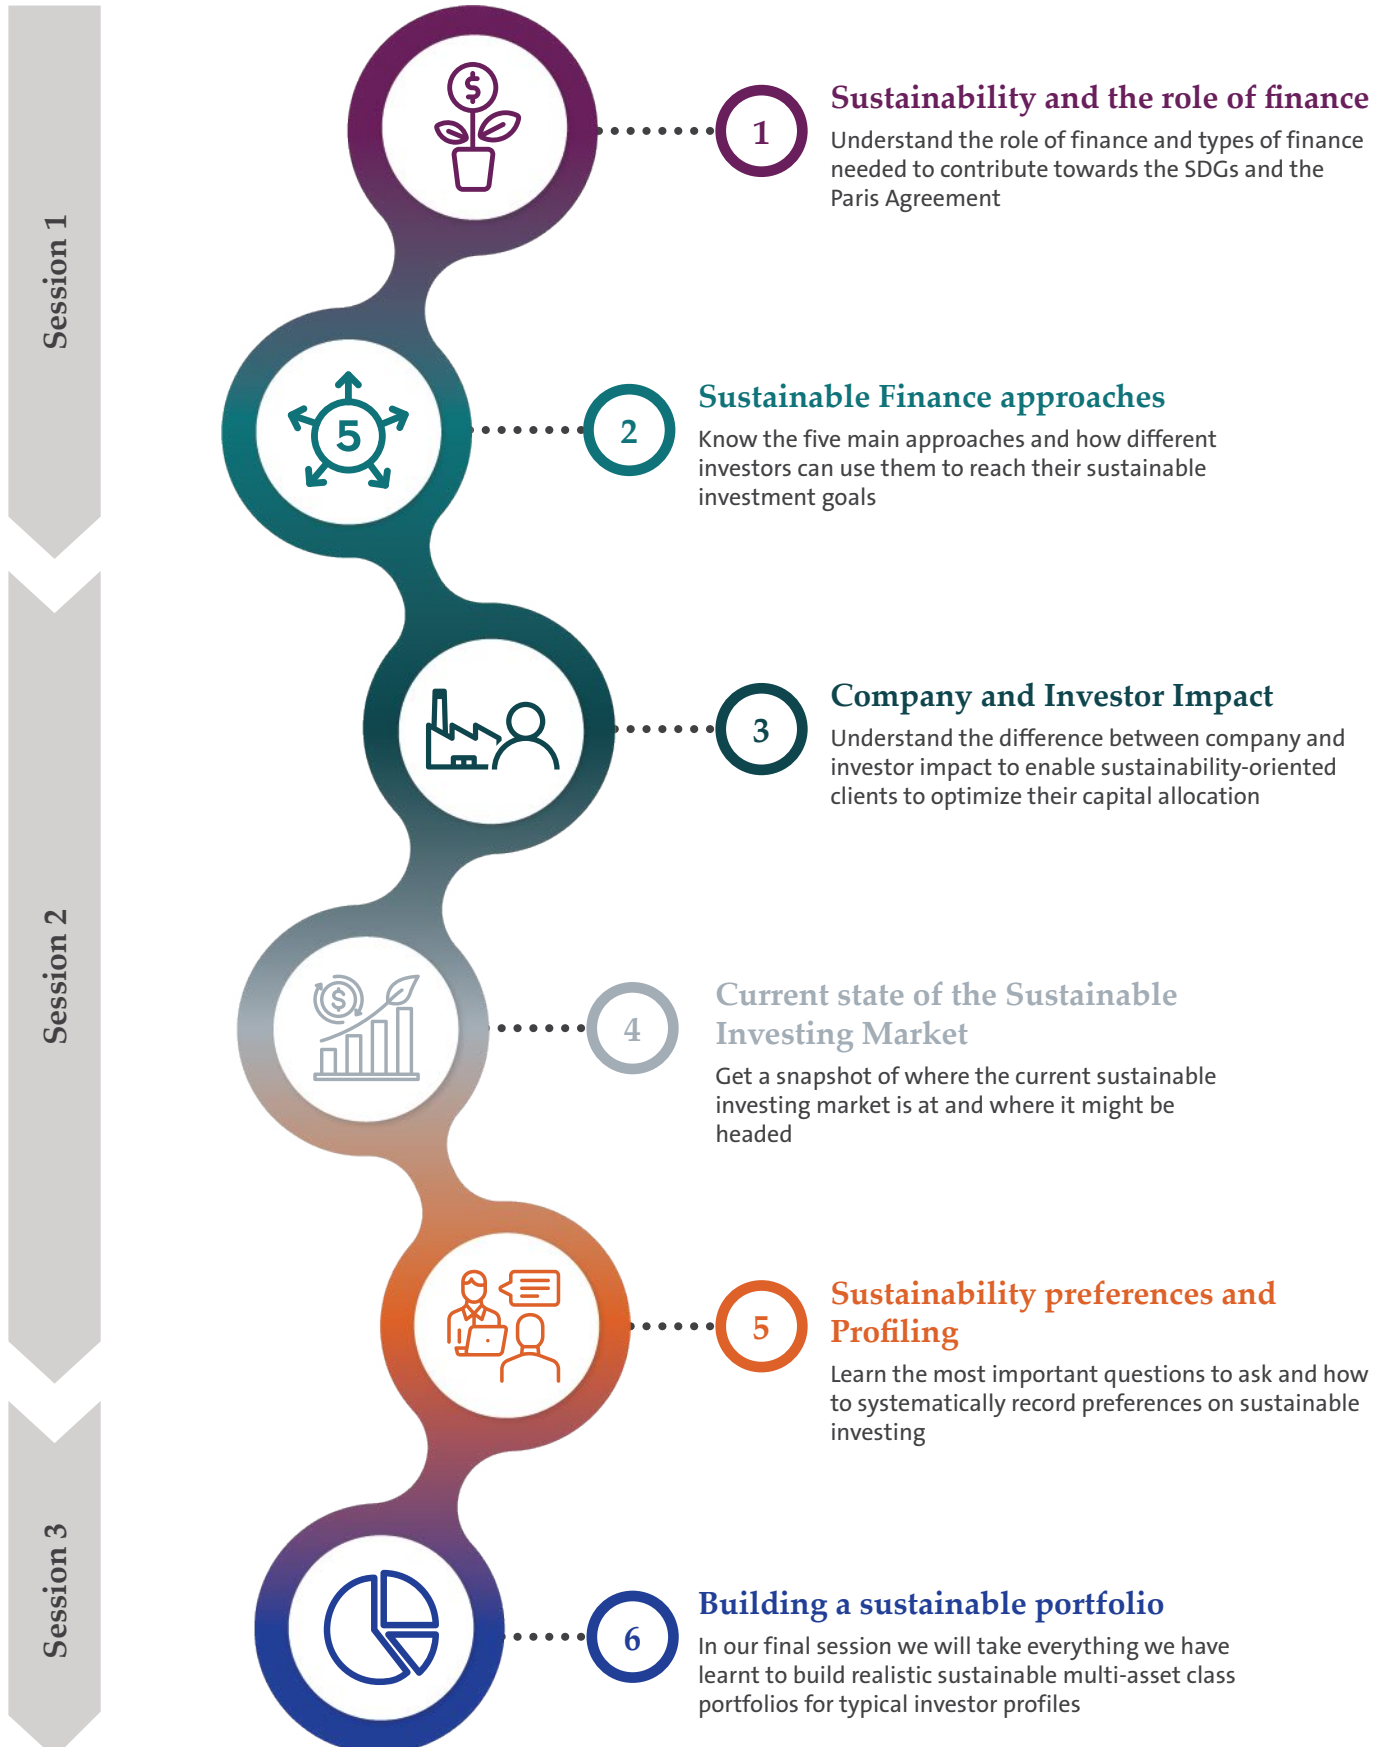 Session 1
1
Sustainability and the role of finance
Understand the role of finance and types of finance
needed to contribute towards the SDGs and the
Paris Agreement
5
2
Sustainable Finance approaches
Know the five main approaches and how different
investors can use them to reach their sustainable
investment goals
Session 2
3
Company and Investor Impact
Understand the difference between company and
investor impact to enable sustainability-oriented
clients to optimize their capital allocation
$
4
Current state of the Sustainable
Investing Market
Get a snapshot of where the current sustainable
investing market is at and where it might be
headed
5
Sustainability preferences and
Profiling
Learn the most important questions to ask and how
to systematically record preferences on sustainable
investing
Session 3
6
Building a sustainable portfolio
In our final session we will take everything we have
learnt to build realistic sustainable multi-asset class
portfolios for typical investor profiles